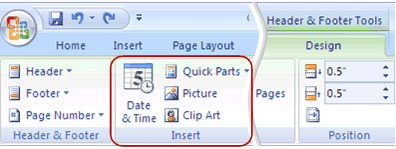 Header & Footer Tools
Home Insert Page Layout Design
Header Quick Parts 0.5"
Footer Date & Time Picture Pages 0.5"
Page Number Clip Art
Header & Footer Insert Position